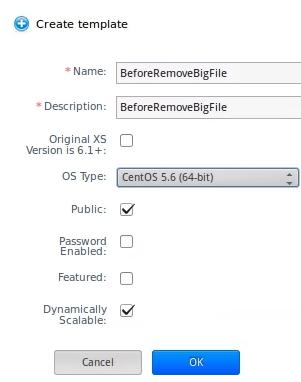 Create template
*Name: BeforeRemoveBigFile
*Description: BeforeRemoveBigFile
Original XS
Version is 6.1+:
OS Type: CentOS 5.6 (64-bit)
Public:
Password
Enabled:
Featured:
Dynamically
Scalable:
Cancel OK